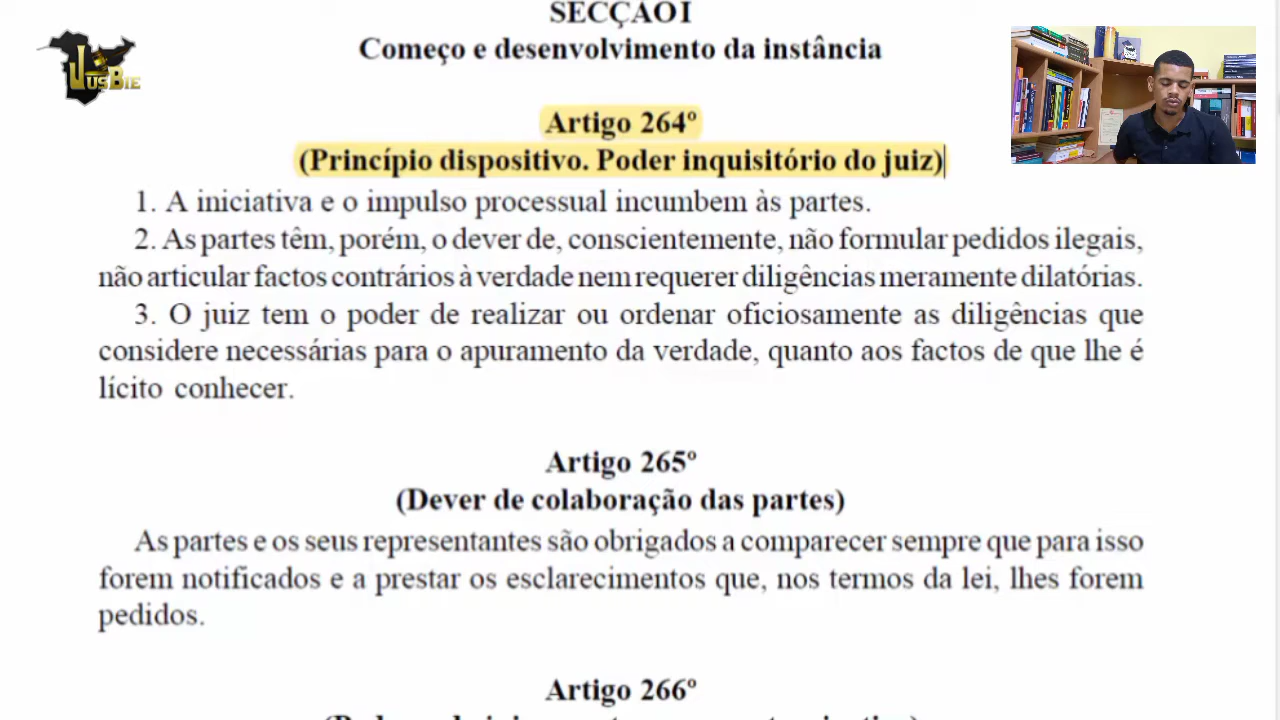 SECÇÃO I
Começo e desenvolvimento da instância
JUSBIE
Artigo 264º
(Princípio dispositivo. Poder inquisitório do juiz)
1. A iniciativa e o impulso processual incumbem às partes.
2. As partes têm, porém, o dever de, conscientemente, não formular pedidos ilegais,
não articular factos contrários à verdade nem requerer diligências meramente dilatórias.
3. O juiz tem o poder de realizar ou ordenar oficiosamente as diligências que
considere necessárias para o apuramento da verdade, quanto aos factos de que lhe é
lícito conhecer.
Artigo 265º
(Dever de colaboração das partes)
As partes e os seus representantes são obrigados a comparecer sempre que para isso
forem notificados e a prestar os esclarecimentos que, nos termos da lei, lhes forem
pedidos.
Artigo 266º